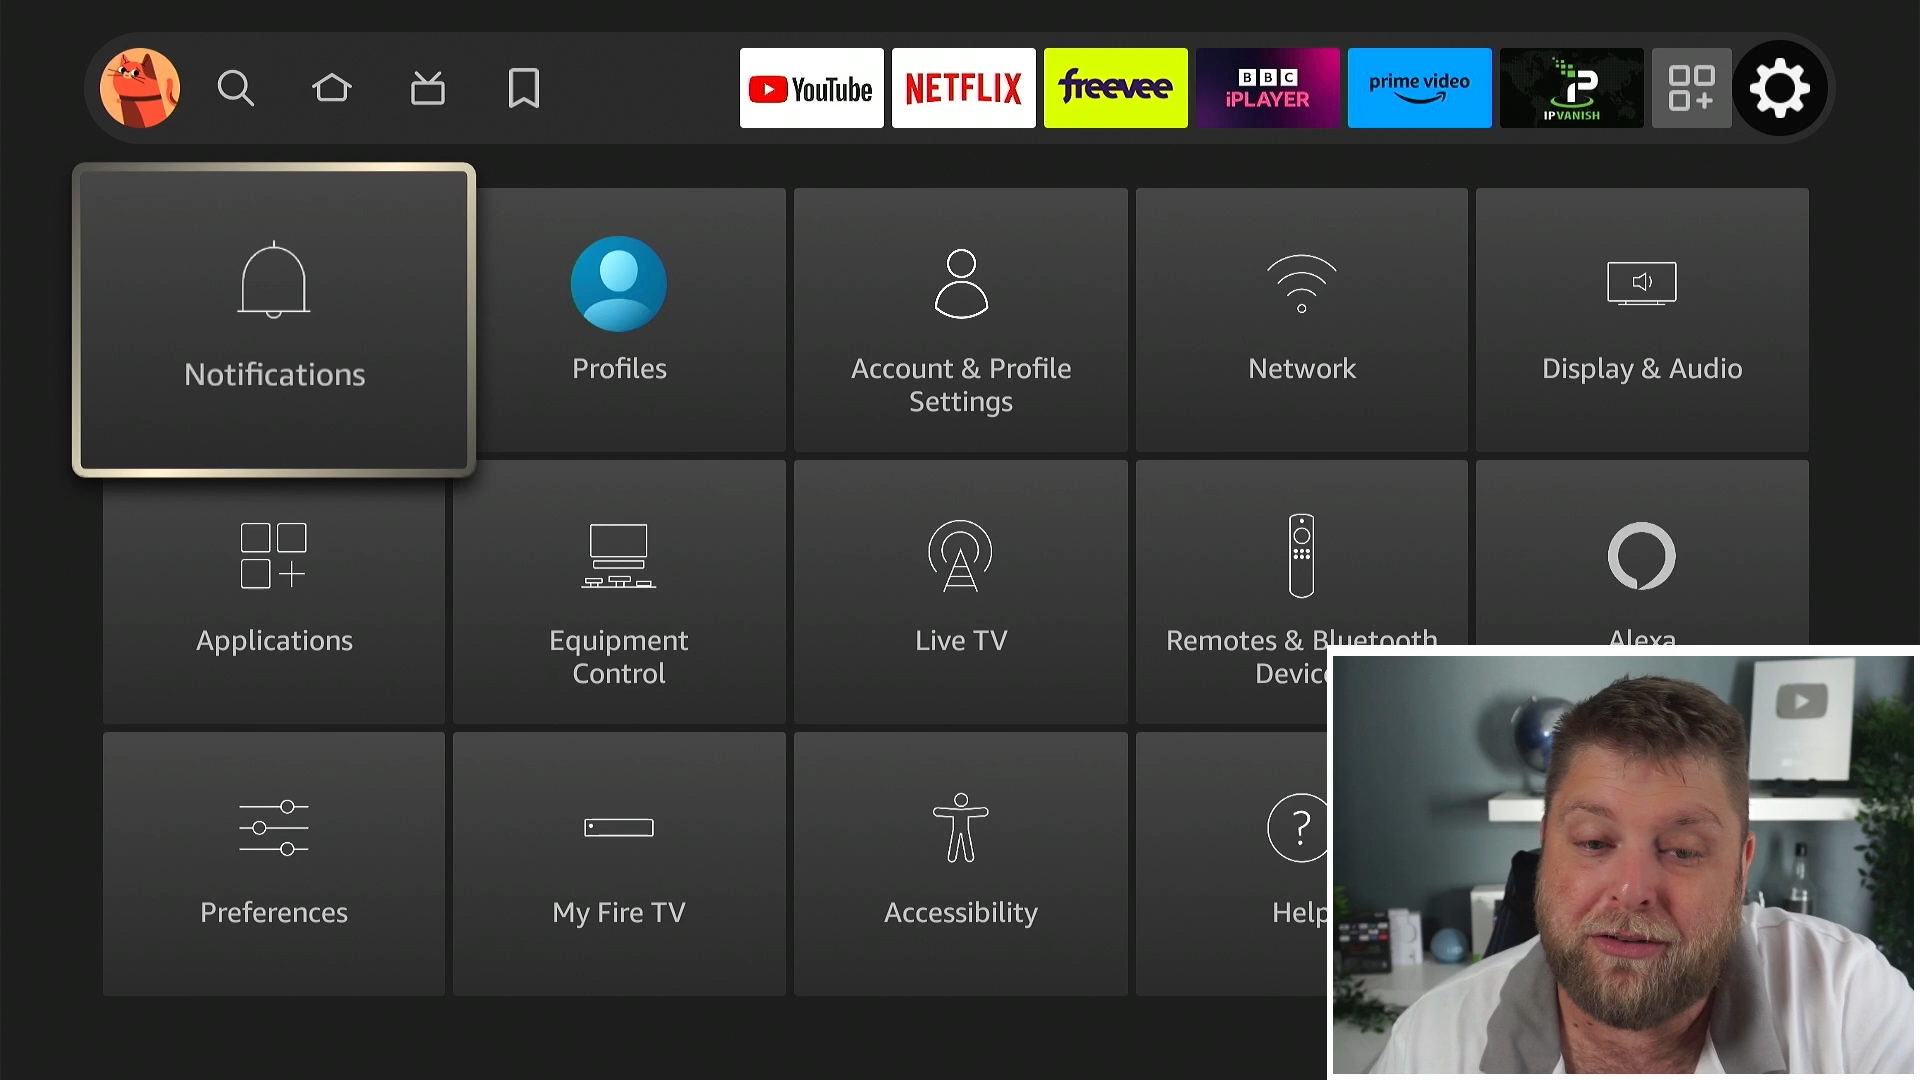 YouTube
NETFLIX
freevee
BBC
iPLAYER
prime video
IP
IPVANISH
Notifications
Profiles
Account & Profile
Settings
Network
Display & Audio
Applications
Equipment
Control
Live TV
Remotes & Bluetooth
Alexa
Preferences
My Fire TV
Accessibility
?
Help